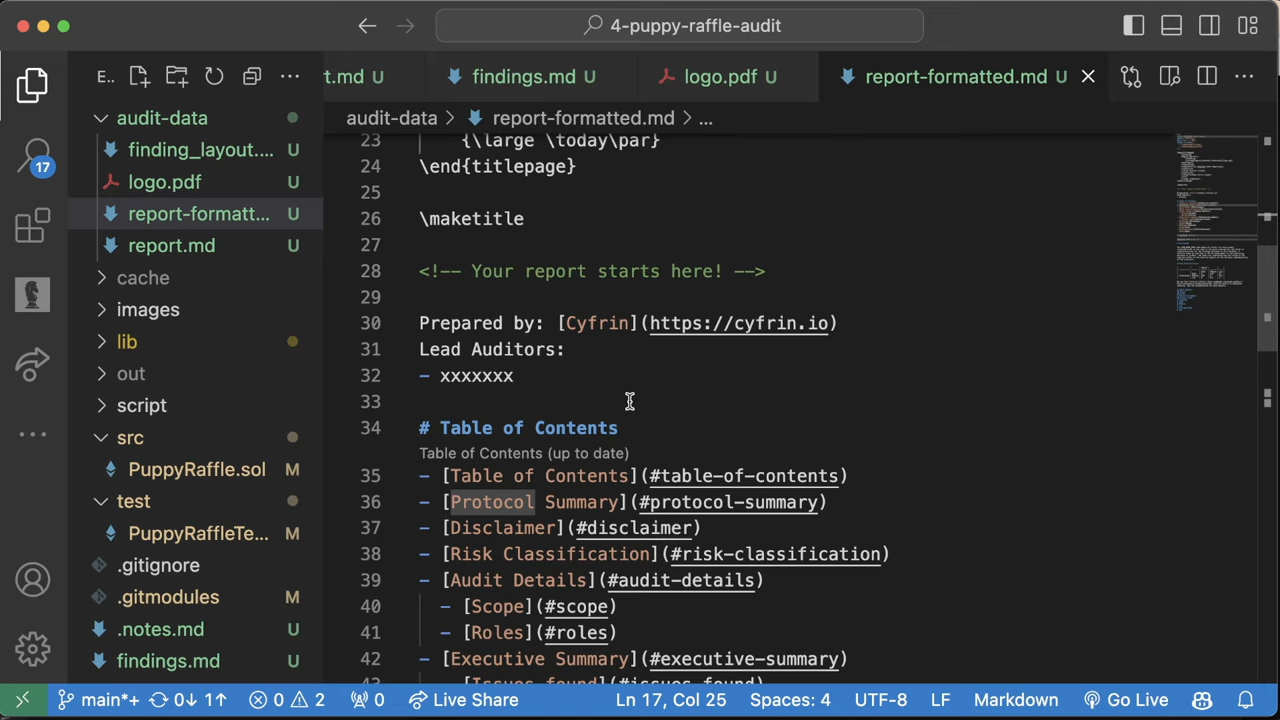 4-puppy-raffle-audit
E..
t.md U
findings.md U
logo.pdf U
report-formatted.md U
audit-data
finding_layout.... U
logo.pdf U
report-formatt... U
report.md U
cache
images
lib
out
script
src
PuppyRaffle.sol M
test
PuppyRaffleTe... M
.gitignore
.gitmodules M
.notes.md U
findings.md U
17
audit-data > report-formatted.md > ...
23 {\large \today\par}
24 \end{titlepage}
25
26 \maketitle
27
28 <!-- Your report starts here! -->
29
30 Prepared by: [Cyfrin](https://cyfrin.io)
31 Lead Auditors:
32 - xxxxxxx
33
34 # Table of Contents
Table of Contents (up to date)
35 - [Table of Contents](#table-of-contents)
36 - [Protocol Summary](#protocol-summary)
37 - [Disclaimer](#disclaimer)
38 - [Risk Classification](#risk-classification)
39 - [Audit Details](#audit-details)
40 - [Scope](#scope)
41 - [Roles](#roles)
42 - [Executive Summary](#executive-summary)
43 - [Issues found](#issues-found)
main*+ 0↓ 1↑ 0 2 0 Live Share Ln 17, Col 25 Spaces: 4 UTF-8 LF Markdown Go Live